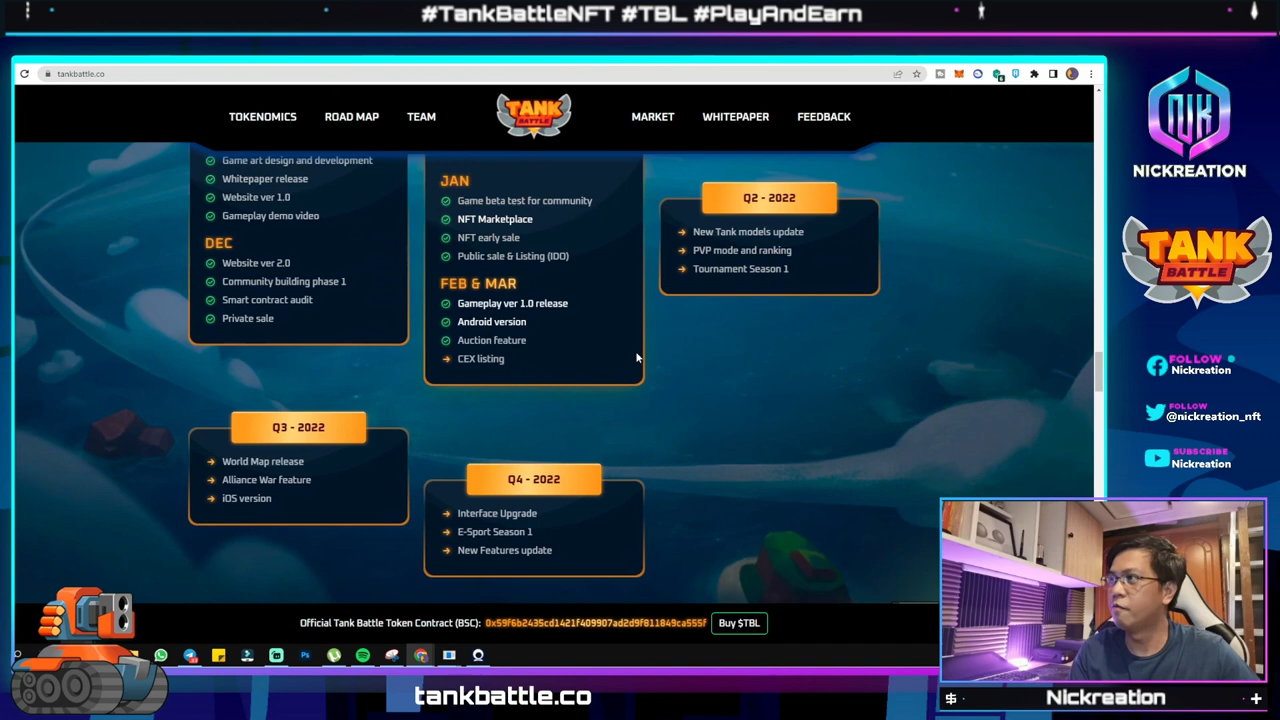 #TankBattleNFT #TBL #PlayAndEarn
tankbattle.co
TOKENOMICS
ROAD MAP
TEAM
TANK
BATTLE
MARKET
WHITEPAPER
FEEDBACK
Game art design and development
Whitepaper release
Website ver 1.0
Gameplay demo video
DEC
Website ver 2.0
Community building phase 1
Smart contract audit
Private sale
JAN
Game beta test for community
NFT Marketplace
NFT early sale
Public sale & Listing (IDO)
FEB & MAR
Gameplay ver 1.0 release
Android version
Auction feature
CEX listing
Q2 - 2022
New Tank models update
PVP mode and ranking
Tournament Season 1
Q3 - 2022
World Map release
Alliance War feature
iOS version
Q4 - 2022
Interface Upgrade
E-Sport Season 1
New Features update
Official Tank Battle Token Contract (BSC): 0x59f6b2435cd1421f409907ad2d9f811849ca555f
Buy $TBL
NICKREATION
TANK
BATTLE
FOLLOW
Nickreation
FOLLOW
@nickreation_nft
SUBSCRIBE
Nickreation
tankbattle.co
Nickreation